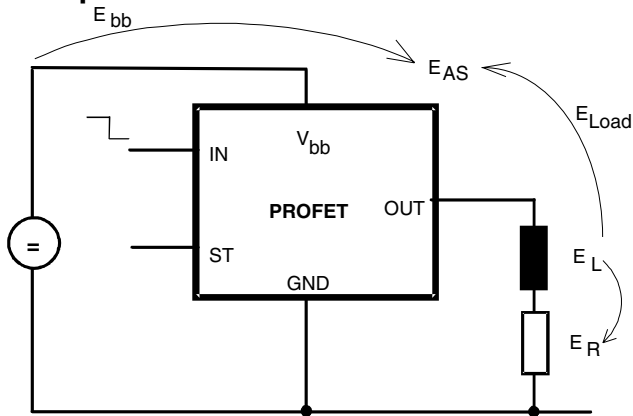 E bb
E AS
E Load
V bb
IN
PROFET
OUT
=
ST
E L
GND
E R